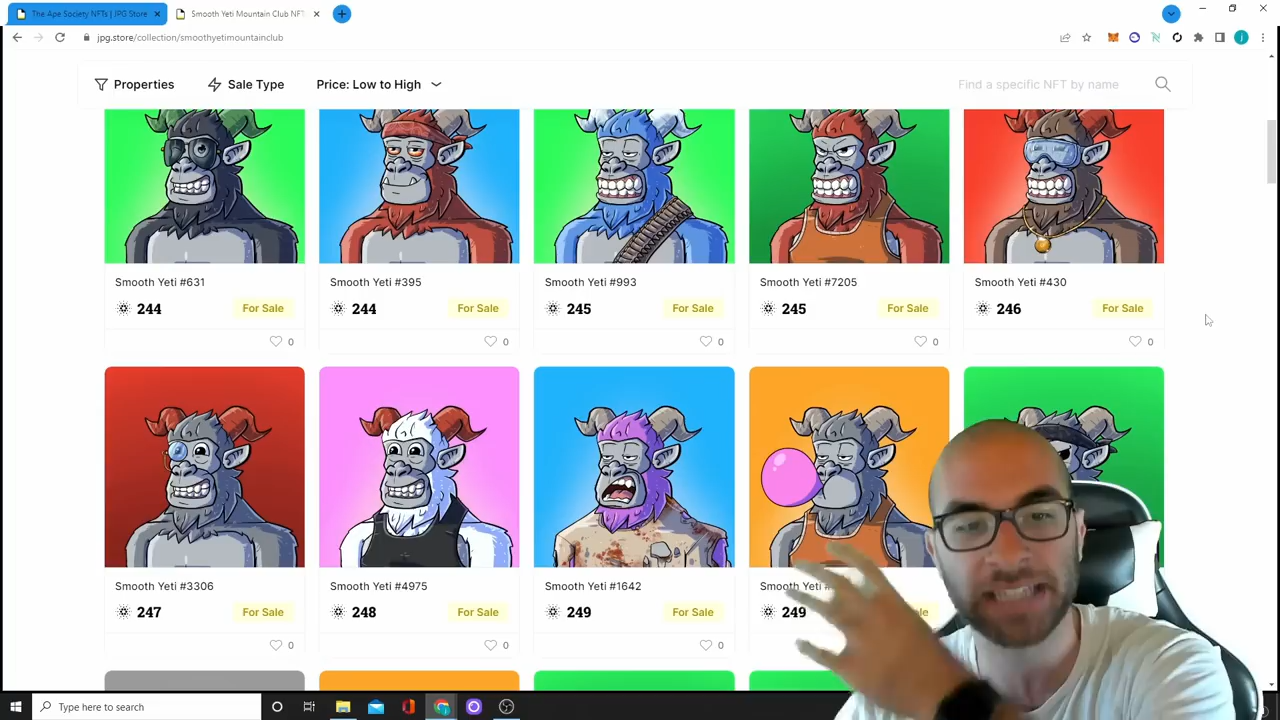 The Ape Society NFTs | JPG Store
Smooth Yeti Mountain Club NFT
jpg.store/collection/smoothyetimountainclub
Properties
Sale Type
Price: Low to High
Find a specific NFT by name
Smooth Yeti #631
Smooth Yeti #395
Smooth Yeti #993
Smooth Yeti #7205
Smooth Yeti #430
244 For Sale
244 For Sale
245 For Sale
245 For Sale
246 For Sale
0
0
0
0
0
Smooth Yeti #3306
Smooth Yeti #4975
Smooth Yeti #1642
Smooth Yeti
247 For Sale
248 For Sale
249 For Sale
249
0
0
0
Type here to search